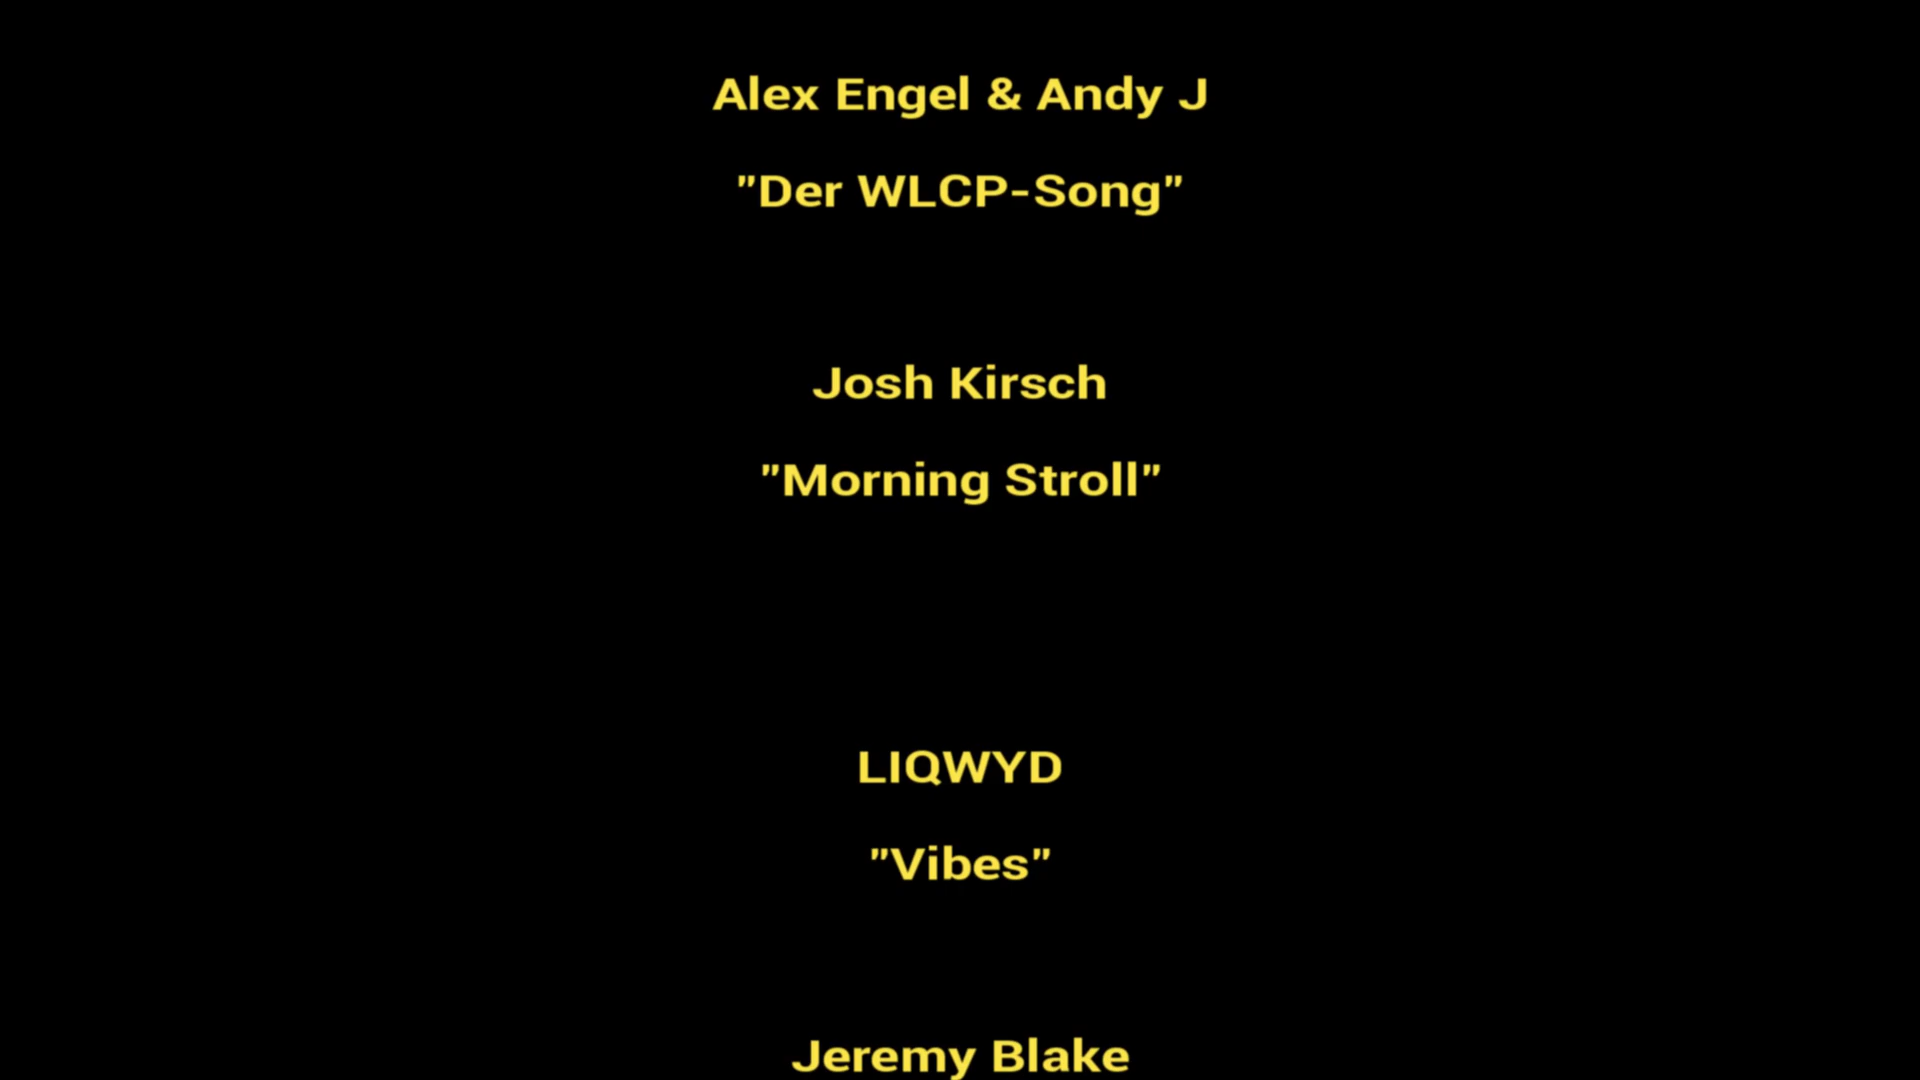 Alex Engel & Andy J
"Der WLCP-Song"
Josh Kirsch
"Morning Stroll"
LIQWYD
"Vibes"
Jeremy Blake